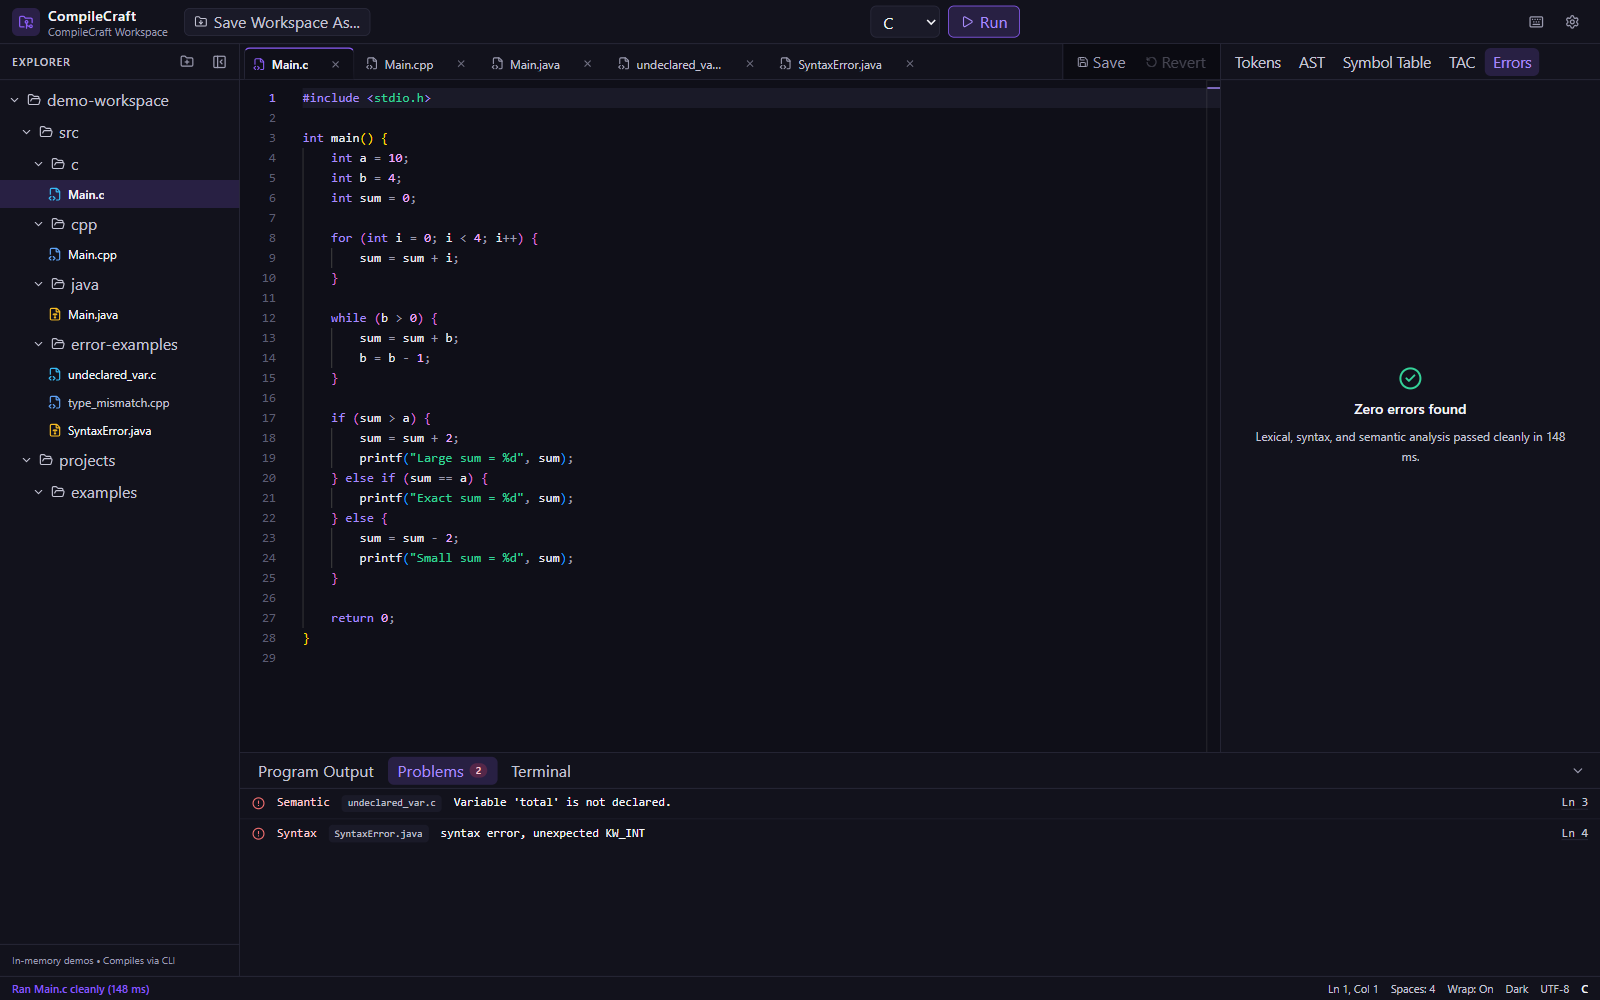 CompileCraft
CompileCraft Workspace
Save Workspace As...
C
Run
EXPLORER
demo-workspace
src
c
Main.c
cpp
Main.cpp
java
Main.java
error-examples
undeclared_var.c
type_mismatch.cpp
SyntaxError.java
projects
examples
In-memory demos • Compiles via CLI
Main.c
Main.cpp
Main.java
undeclared_va...
SyntaxError.java
Save
Revert
1 #include <stdio.h>
2
3 int main() {
4     int a = 10;
5     int b = 4;
6     int sum = 0;
7
8     for (int i = 0; i < 4; i++) {
9         sum = sum + i;
10     }
11
12     while (b > 0) {
13         sum = sum + b;
14         b = b - 1;
15     }
16
17     if (sum > a) {
18         sum = sum + 2;
19         printf("Large sum = %d", sum);
20     } else if (sum == a) {
21         printf("Exact sum = %d", sum);
22     } else {
23         sum = sum - 2;
24         printf("Small sum = %d", sum);
25     }
26
27     return 0;
28 }
29
Tokens AST Symbol Table TAC Errors
Zero errors found
Lexical, syntax, and semantic analysis passed cleanly in 148
ms.
Program Output Problems 2 Terminal
Semantic undeclared_var.c Variable 'total' is not declared. Ln 3
Syntax SyntaxError.java syntax error, unexpected KW_INT Ln 4
Ran Main.c cleanly (148 ms)
Ln 1, Col 1 Spaces: 4 Wrap: On Dark UTF-8 C